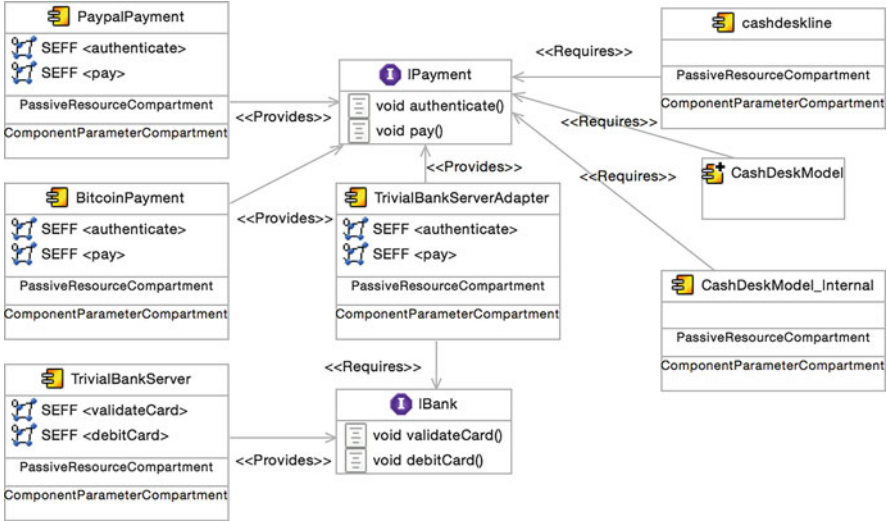 PaypalPayment
SEFF <authenticate>
SEFF <pay>
PassiveResourceCompartment
ComponentParameterCompartment
<<Provides>>
IPayment
void authenticate()
void pay()
<<Requires>>
cashdeskline
PassiveResourceCompartment
ComponentParameterCompartment
<<Requires>>
CashDeskModel
<<Requires>>
BitcoinPayment
SEFF <authenticate>
SEFF <pay>
PassiveResourceCompartment
ComponentParameterCompartment
<<Provides>>
<<Provides>>
TrivialBankServerAdapter
SEFF <authenticate>
SEFF <pay>
PassiveResourceCompartment
ComponentParameterCompartment
CashDeskModel_Internal
PassiveResourceCompartment
ComponentParameterCompartment
<<Requires>>
TrivialBankServer
SEFF <validateCard>
SEFF <debitCard>
PassiveResourceCompartment
ComponentParameterCompartment
<<Provides>>
IBank
void validateCard()
void debitCard()